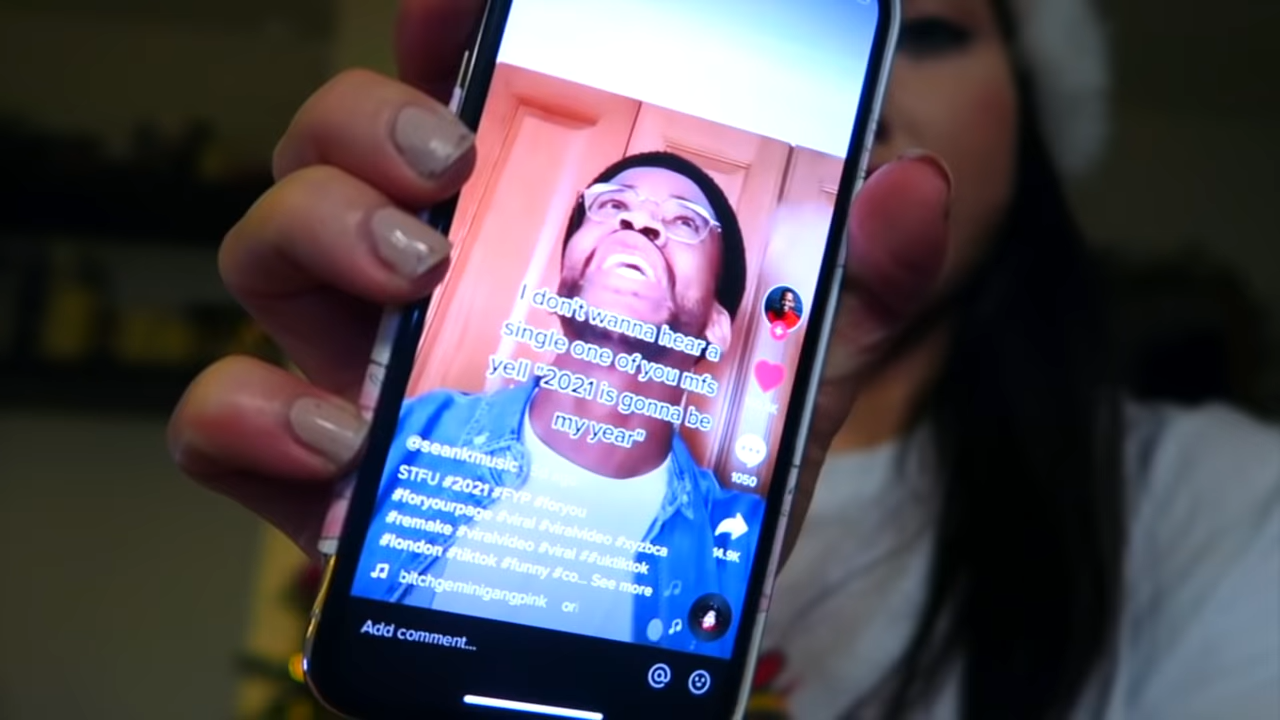 I don't wanna hear a
single one of you mfs
yell "2021 is gonna be
my year"
@seankmusic
STFU #2021 #FYP #foryou
#foryourpage #viral #viralvideo #xyzbca
#remake #viralvideo #viral ##uktiktok
#london #tiktok #funny #co... See more
bitchgeminigangpink ori
1050
14.9K
Add comment...
@